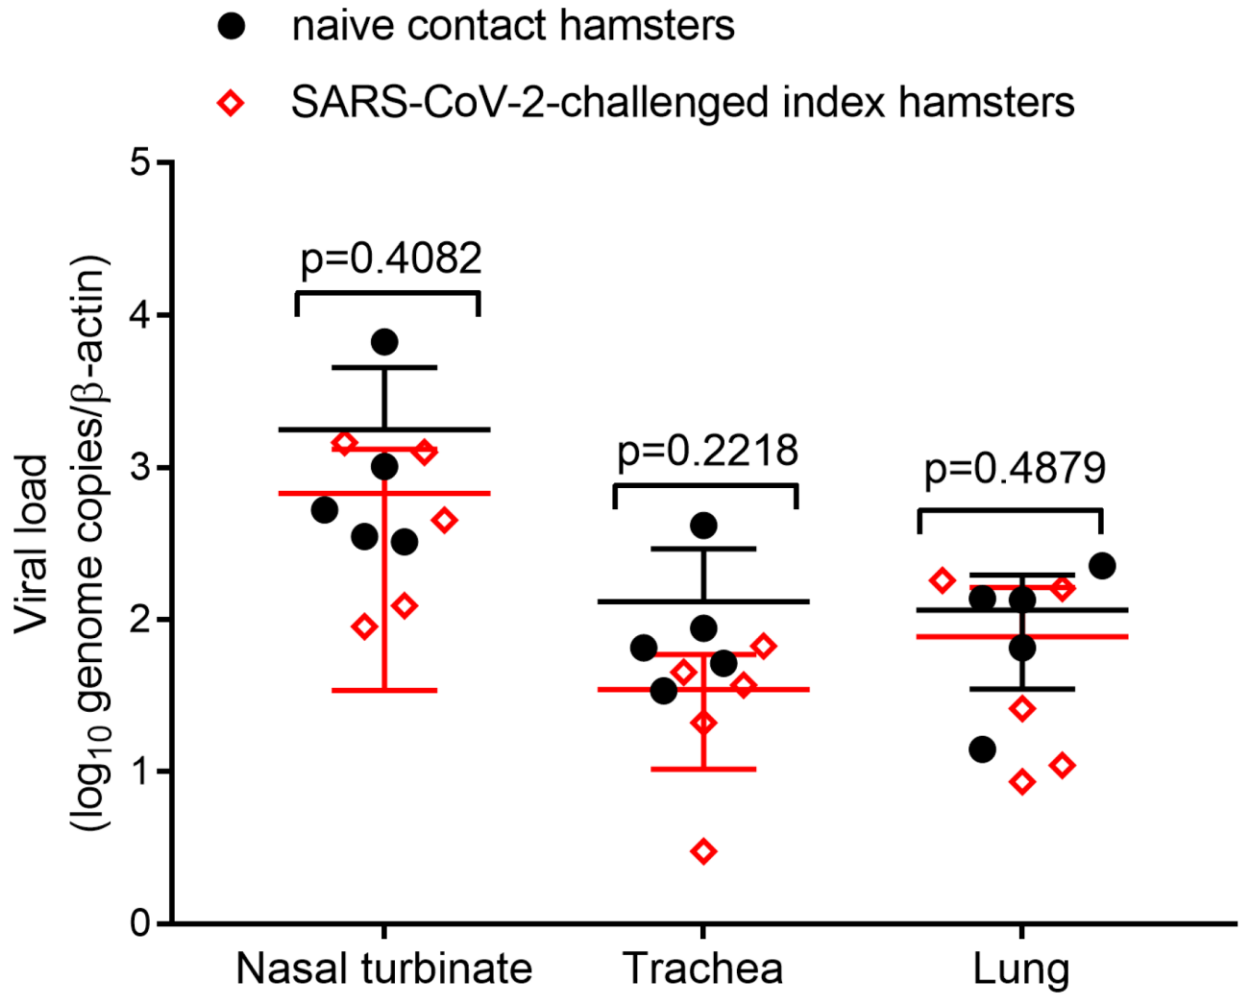 naive contact hamsters
SARS-CoV-2-challenged index hamsters
Viral load
(log10 genome copies/β-actin)
5
4
3
2
1
0
p=0.4082
p=0.2218
p=0.4879
Nasal turbinate
Trachea
Lung